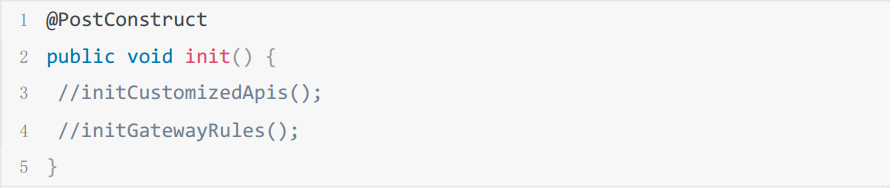 1 @PostConstruct
2 public void init() {
3 //initCustomizedApis();
4 //initGatewayRules();
5 }